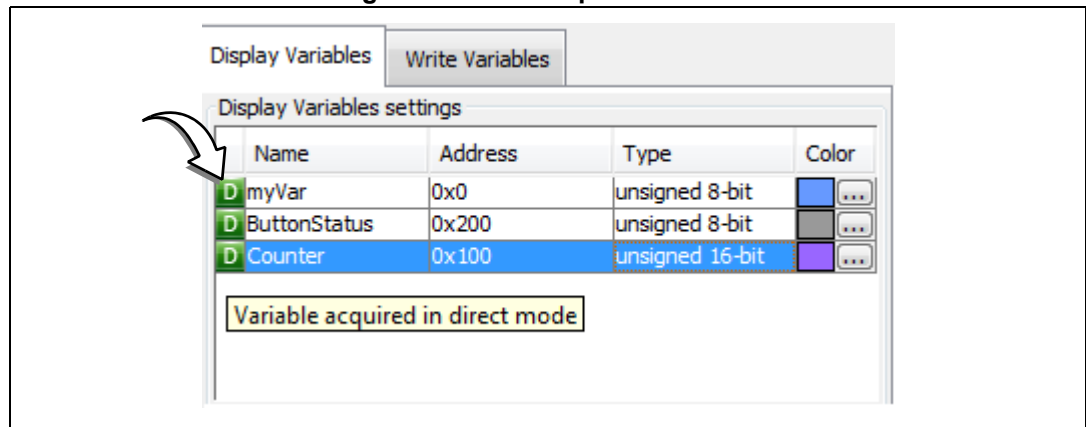 Display Variables Write Variables
Display Variables settings
Name Address Type Color
D myVar 0x0 unsigned 8-bit ...
D ButtonStatus 0x200 unsigned 8-bit ...
D Counter 0x100 unsigned 16-bit ...
Variable acquired in direct mode